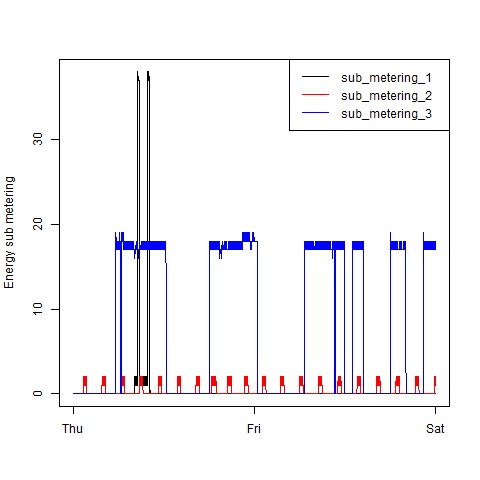 sub_metering_1
sub_metering_2
sub_metering_3
Energy sub metering
30
20
10
0
Thu
Fri
Sat